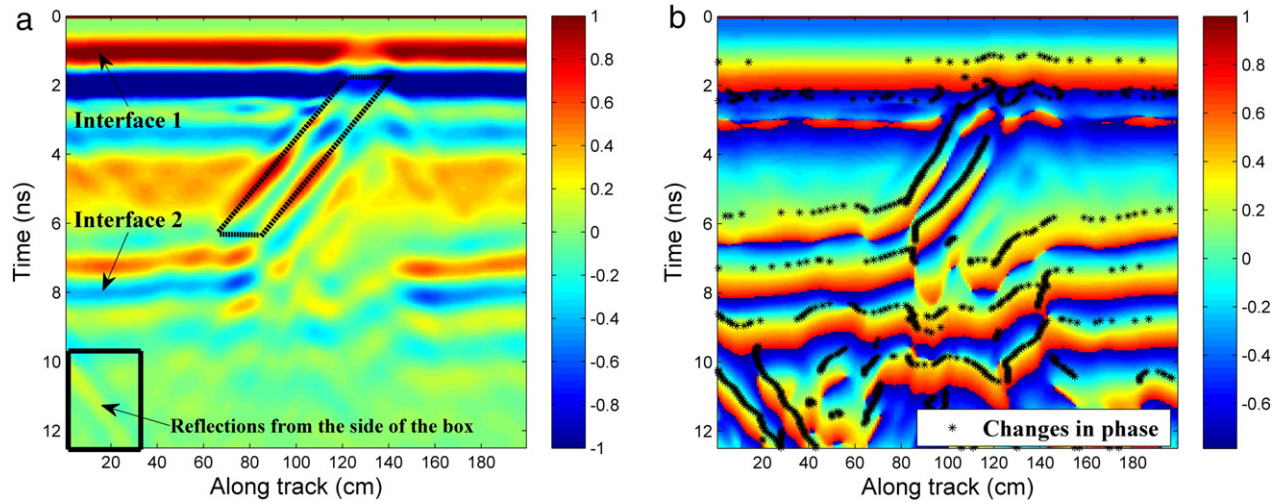 a
Interface 1
Interface 2
Reflections from the side of the box
Time (ns)
0
2
4
6
8
10
12
20 40 60 80 100 120 140 160 180
Along track (cm)
1
0.8
0.6
0.4
0.2
0
-0.2
-0.4
-0.6
-0.8
-1
b
Time (ns)
0
2
4
6
8
10
12
Changes in phase
20 40 60 80 100 120 140 160 180
Along track (cm)
1
0.8
0.6
0.4
0.2
0
-0.2
-0.4
-0.6